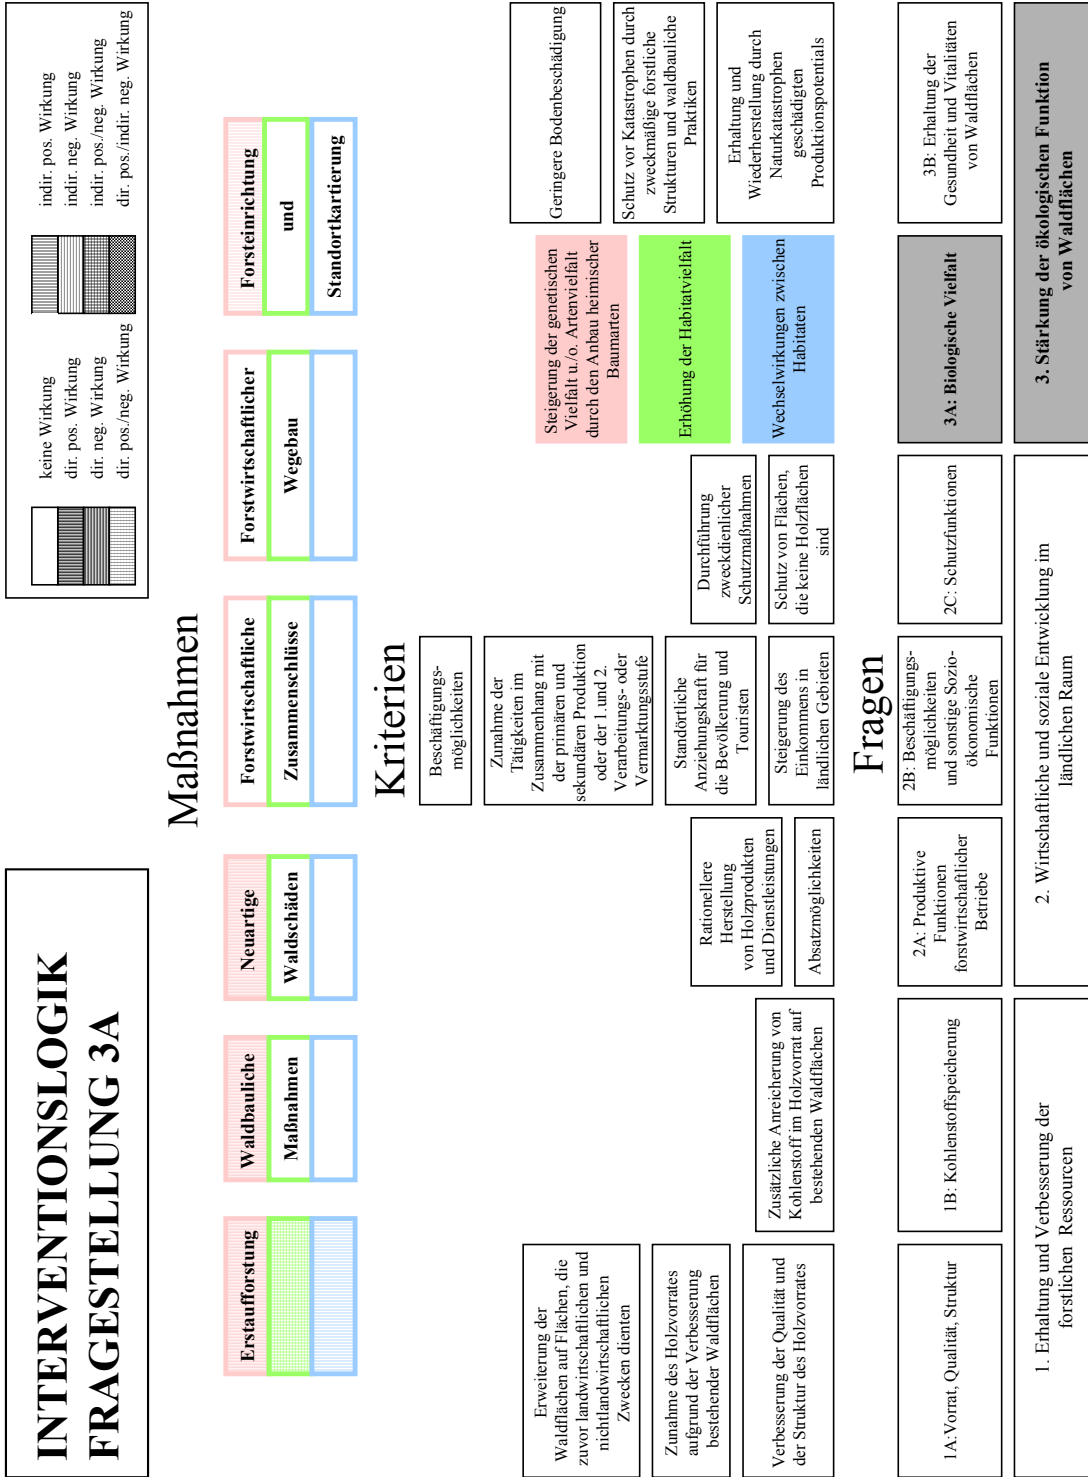 INTERVENTIONSLOGIK
FRAGESTELLUNG 3A
keine Wirkung
dir. pos. Wirkung
dir. neg. Wirkung
dir. pos./neg. Wirkung
indir. pos. Wirkung
indir. neg. Wirkung
indir. pos./neg. Wirkung
dir. pos./indir. neg. Wirkung
Maßnahmen
Erstaufforstung
Waldbauliche
Maßnahmen
Neuartige
Waldschäden
Forstwirtschaftliche
Zusammenschlüsse
Forstwirtschaftlicher
Wegebau
Forsteinrichtung
und
Standortkartierung
Kriterien
Erweiterung der
Waldflächen auf Flächen, die
zuvor landwirtschaftlichen und
nichtlandwirtschaftlichen
Zwecken dienten
Zunahme des Holzvorrates
aufgrund der Verbesserung
bestehender Waldflächen
Verbesserung der Qualität und
der Struktur des Holzvorrates
Zusätzliche Anreicherung von
Kohlenstoff im Holzvorrat auf
bestehenden Waldflächen
Rationellere
Herstellung
von Holzprodukten
und Dienstleistungen
Absatzmöglichkeiten
Beschäftigungs-
möglichkeiten
Zunahme der
Tätigkeiten im
Zusammenhang mit
der primären und
sekundären Produktion
oder der 1.und 2.
Verarbeitungs- oder
Vermarktungsstufe
Standörtliche
Anziehungskraft für
die Bevölkerung und
Touristen
Steigerung des
Einkommens in
ländlichen Gebieten
Durchführung
zweckdienlicher
Schutzmaßnahmen
Schutz von Flächen,
die keine Holzflächen
sind
Steigerung der genetischen
Vielfalt u./o. Artenvielfalt
durch den Anbau heimischer
Baumarten
Erhöhung der Habitatvielfalt
Wechselwirkungen zwischen
Habitaten
Geringere Bodenbeschädigung
Schutz vor Katastrophen durch
zweckmäßige forstliche
Strukturen und waldbauliche
Praktiken
Erhaltung und
Wiederherstellung durch
Naturkatastrophen
geschädigten
Produktionspotentials
Fragen
1A:Vorrat, Qualität, Struktur
1B: Kohlenstoffspeicherung
2A: Produktive
Funktionen
forstwirtschaftlicher
Betriebe
2B: Beschäftigungs-
möglichkeiten
und sonstige Sozio-
ökonomische
Funktionen
2C: Schutzfunktionen
3A: Biologische Vielfalt
3B: Erhaltung der
Gesundheit und Vitalitäten
von Waldflächen
1. Erhaltung und Verbesserung der
forstlichen Ressourcen
2. Wirtschaftliche und soziale Entwicklung im
ländlichen Raum
3. Stärkung der ökologischen Funktion
von Waldflächen